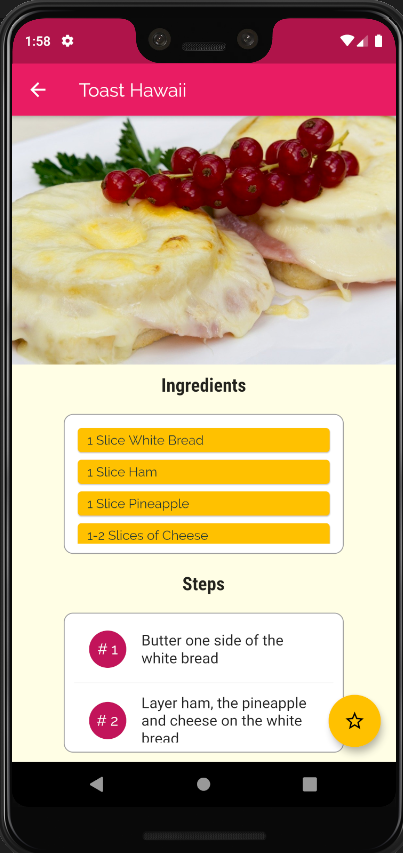 1:58
Toast Hawaii
Ingredients
1 Slice White Bread
1 Slice Ham
1 Slice Pineapple
1-2 Slices of Cheese
Steps
# 1
Butter one side of the
white bread
# 2
Layer ham, the pineapple
and cheese on the white
bread